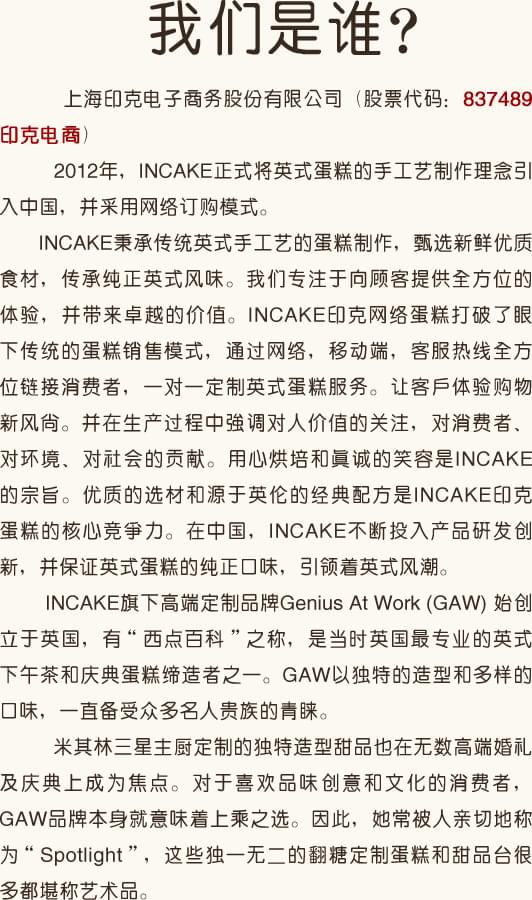 我们是谁?
上海印克电子商务股份有限公司（股票代码：837489
印克电商）
2012年，INCAKE正式将英式蛋糕的手工艺制作理念引
入中国，并采用网络订购模式。
INCAKE秉承传统英式手工艺的蛋糕制作，甄选新鲜优质
食材，传承纯正英式风味。我们专注于向顾客提供全方位的
体验，并带来卓越的价值。INCAKE印克网络蛋糕打破了眼
下传统的蛋糕销售模式，通过网络，移动端，客服热线全方
位链接消费者，一对一定制英式蛋糕服务。让客戶体验购物
新风尚。并在生产过程中強调对人价值的关注，对消费者、
对环境、对社会的贡献。用心烘培和眞诚的笑容是INCAKE
的宗旨。优质的选材和源于英伦的经典配方是INCAKE印克
蛋糕的核心竞爭力。在中国，INCAKE不断投入产品研发创
新，并保证英式蛋糕的纯正口味，引领着英式风潮。
INCAKE旗下高端定制品牌Genius At Work (GAW) 始创
立于英国，有“西点百科”之称，是当时英国最专业的英式
下午茶和庆典蛋糕缔造者之一。GAW以独特的造型和多样的
口味，一直备受众多名人贵族的青睐。
米其林三星主厨定制的独特造型甜品也在无数高端婚礼
及庆典上成为焦点。对于喜欢品味创意和文化的消费者，
GAW品牌本身就意味着上乘之选。因此，她常被人亲切地称
为“Spotlight”，这些独一无二的翻糖定制蛋糕和甜品台很
多都堪称艺术品。